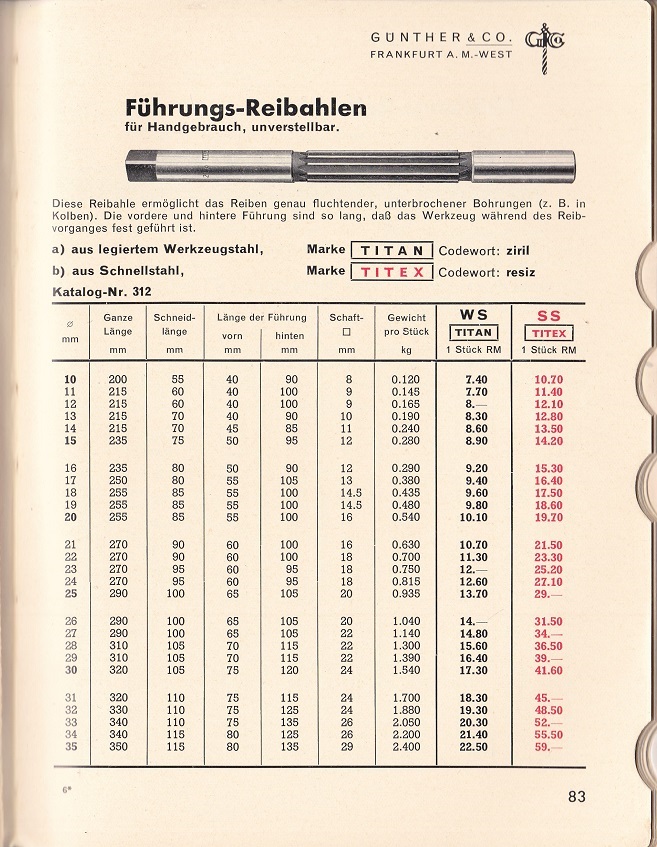 GÜNTHER & CO.
FRANKFURT A. M.-WEST
Führungs-Reibahlen
für Handgebrauch, unverstellbar.
Diese Reibahle ermöglicht das Reiben genau fluchtender, unterbrochener Bohrungen (z. B. in
Kolben). Die vordere und hintere Führung sind so lang, daß das Werkzeug während des Reib-
vorganges fest geführt ist.
a) aus legiertem Werkzeugstahl, Marke TITAN Codewort: ziril
b) aus Schnellstahl, Marke TITEX Codewort: resiz
Katalog-Nr. 312
⌀ mm | Ganze Länge mm | Schneid-länge mm | Länge der Führung vorn mm | hinten mm | Schaft-□ mm | Gewicht pro Stück kg | WS TITAN 1 Stück RM | SS TITEX 1 Stück RM
10 200 55 40 90 8 0.120 7.40 10.70
11 215 60 40 100 9 0.145 7.70 11.40
12 215 60 40 100 9 0.165 8.— 12.10
13 215 70 40 90 10 0.190 8.30 12.80
14 215 70 45 85 11 0.240 8.60 13.50
15 235 75 50 95 12 0.280 8.90 14.20
16 235 80 50 90 12 0.290 9.20 15.30
17 250 80 55 105 13 0.380 9.40 16.40
18 255 85 55 100 14.5 0.435 9.60 17.50
19 255 85 55 100 14.5 0.480 9.80 18.60
20 255 85 55 100 16 0.540 10.10 19.70
21 270 90 60 100 16 0.630 10.70 21.50
22 270 90 60 100 18 0.700 11.30 23.30
23 270 95 60 95 18 0.750 12.— 25.20
24 270 95 60 95 18 0.815 12.60 27.10
25 290 100 65 105 20 0.935 13.70 29.—
26 290 100 65 105 20 1.040 14.— 31.50
27 290 100 65 105 22 1.140 14.80 34.—
28 310 105 70 115 22 1.300 15.60 36.50
29 310 105 70 115 22 1.390 16.40 39.—
30 320 105 75 120 24 1.540 17.30 41.60
31 320 110 75 115 24 1.700 18.30 45.—
32 330 110 75 125 24 1.880 19.30 48.50
33 340 110 75 135 26 2.050 20.30 52.—
34 340 115 80 125 26 2.200 21.40 55.50
35 350 115 80 135 29 2.400 22.50 59.—
6*
83